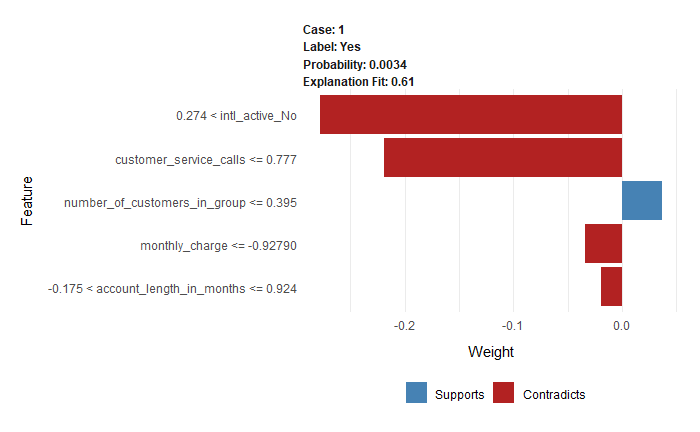 Case: 1
Label: Yes
Probability: 0.0034
Explanation Fit: 0.61
0.274 < intl_active_No
customer_service_calls <= 0.777
number_of_customers_in_group <= 0.395
monthly_charge <= -0.92790
-0.175 < account_length_in_months <= 0.924
Feature
-0.2 -0.1 0.0
Weight
Supports Contradicts